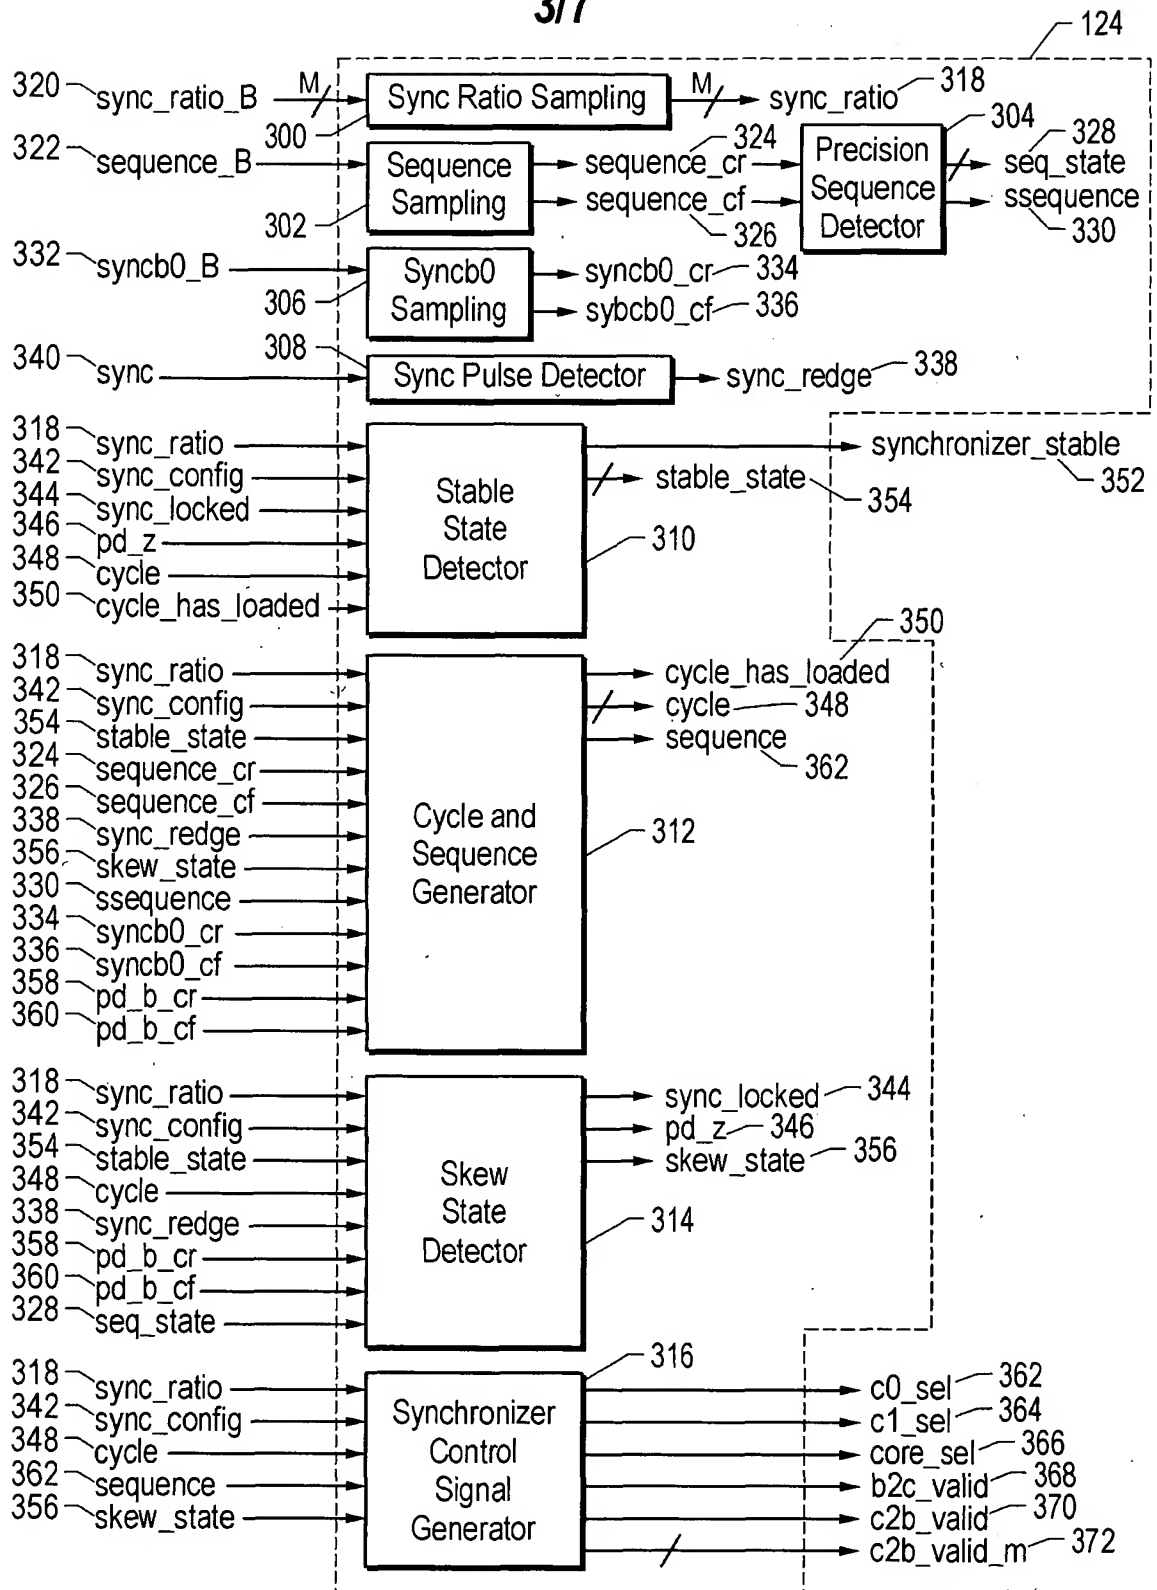 3/7
124
320 sync_ratio_B M Sync Ratio Sampling M sync_ratio 318
300
322 sequence_B Sequence Sampling sequence_cr 324
302 sequence_cf 326
Precision Sequence Detector 304
seq_state 328
ssequence 330
332 syncb0_B Syncb0 Sampling syncb0_cr 334
306 sybcb0_cf 336
340 sync 308 Sync Pulse Detector sync_redge 338
318 sync_ratio
342 sync_config
344 sync_locked
346 pd_z
348 cycle
350 cycle_has_loaded
Stable
State
Detector
310
synchronizer_stable
352
stable_state
354
318 sync_ratio
342 sync_config
354 stable_state
324 sequence_cr
326 sequence_cf
338 sync_redge
356 skew_state
330 ssequence
334 syncb0_cr
336 syncb0_cf
358 pd_b_cr
360 pd_b_cf
Cycle and
Sequence
Generator
312
350
cycle_has_loaded
cycle 348
sequence
362
318 sync_ratio
342 sync_config
354 stable_state
348 cycle
338 sync_redge
358 pd_b_cr
360 pd_b_cf
328 seq_state
Skew
State
Detector
314
sync_locked 344
pd_z 346
skew_state 356
318 sync_ratio
342 sync_config
348 cycle
362 sequence
356 skew_state
316
Synchronizer
Control
Signal
Generator
c0_sel 362
c1_sel 364
core_sel 366
b2c_valid 368
c2b_valid 370
c2b_valid_m 372